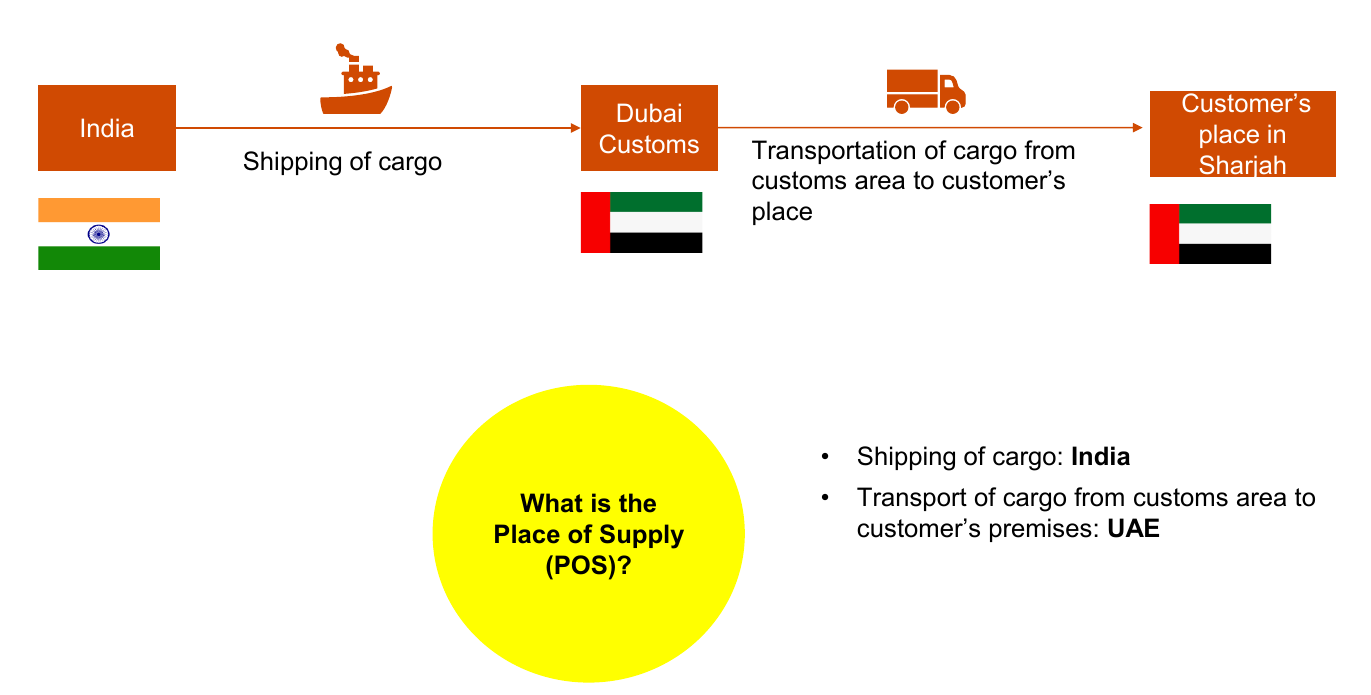 India
Shipping of cargo
Dubai
Customs
Transportation of cargo from
customs area to customer’s
place
Customer’s
place in
Sharjah
What is the
Place of Supply
(POS)?
• Shipping of cargo: India
• Transport of cargo from customs area to
customer’s premises: UAE